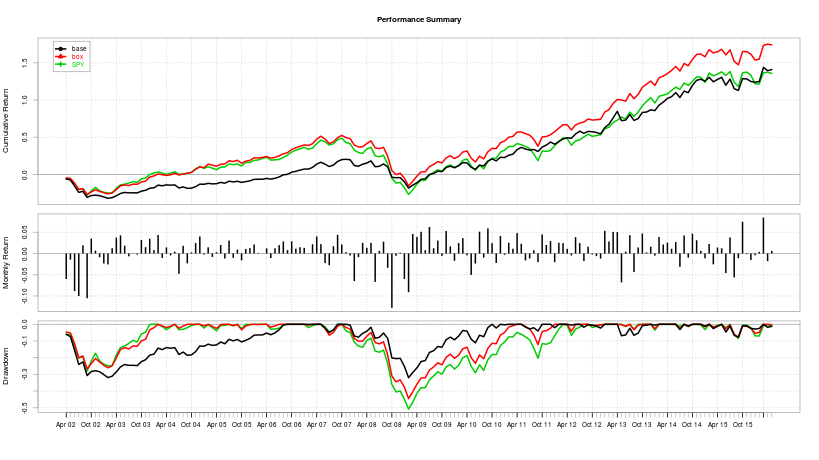 Performance Summary
base
box
SPY
Cumulative Return
1.5
1.0
0.5
0.0
Monthly Return
0.05
0.00
-0.05
-0.10
Drawdown
0.0
-0.1
-0.3
-0.5
Apr 02 Oct 02 Apr 03 Oct 03 Apr 04 Oct 04 Apr 05 Oct 05 Apr 06 Oct 06 Apr 07 Oct 07 Apr 08 Oct 08 Apr 09 Oct 09 Apr 10 Oct 10 Apr 11 Oct 11 Apr 12 Oct 12 Apr 13 Oct 13 Apr 14 Oct 14 Apr 15 Oct 15